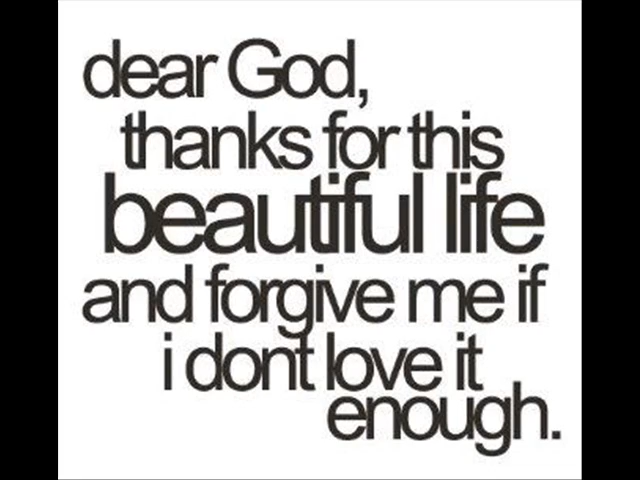 dear God,
thanks for this
beautiful life
and forgive me if
i dont love it
enough.